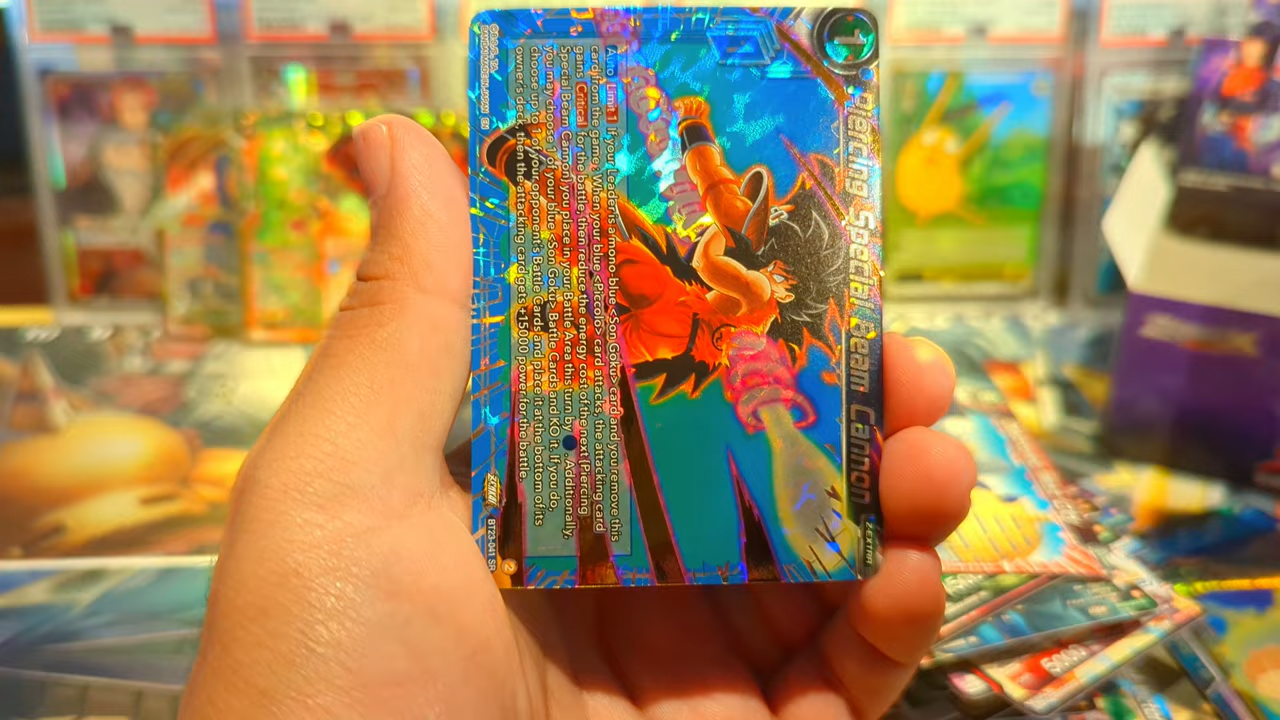 1
Piercing Special Beam Cannon
Z-EXTRA
Auto Limit 1 If your Leader is a mono-blue <Son Goku> card and you remove this
card from the game: When your blue <Piccolo> card attacks, the attacking card
gains Critical for the battle, then reduce the energy cost of the next [Piercing
Special Beam Cannon] you place in your Battle Area this turn by . Additionally,
you may choose 1 of your blue <Son Goku> Battle Cards and KO it. If you do,
choose up to 1 of your opponent's Battle Cards and place it at the bottom of its
owner's deck, then the attacking card gets +15000 power for the battle.
BT23-041 SR
2
5000